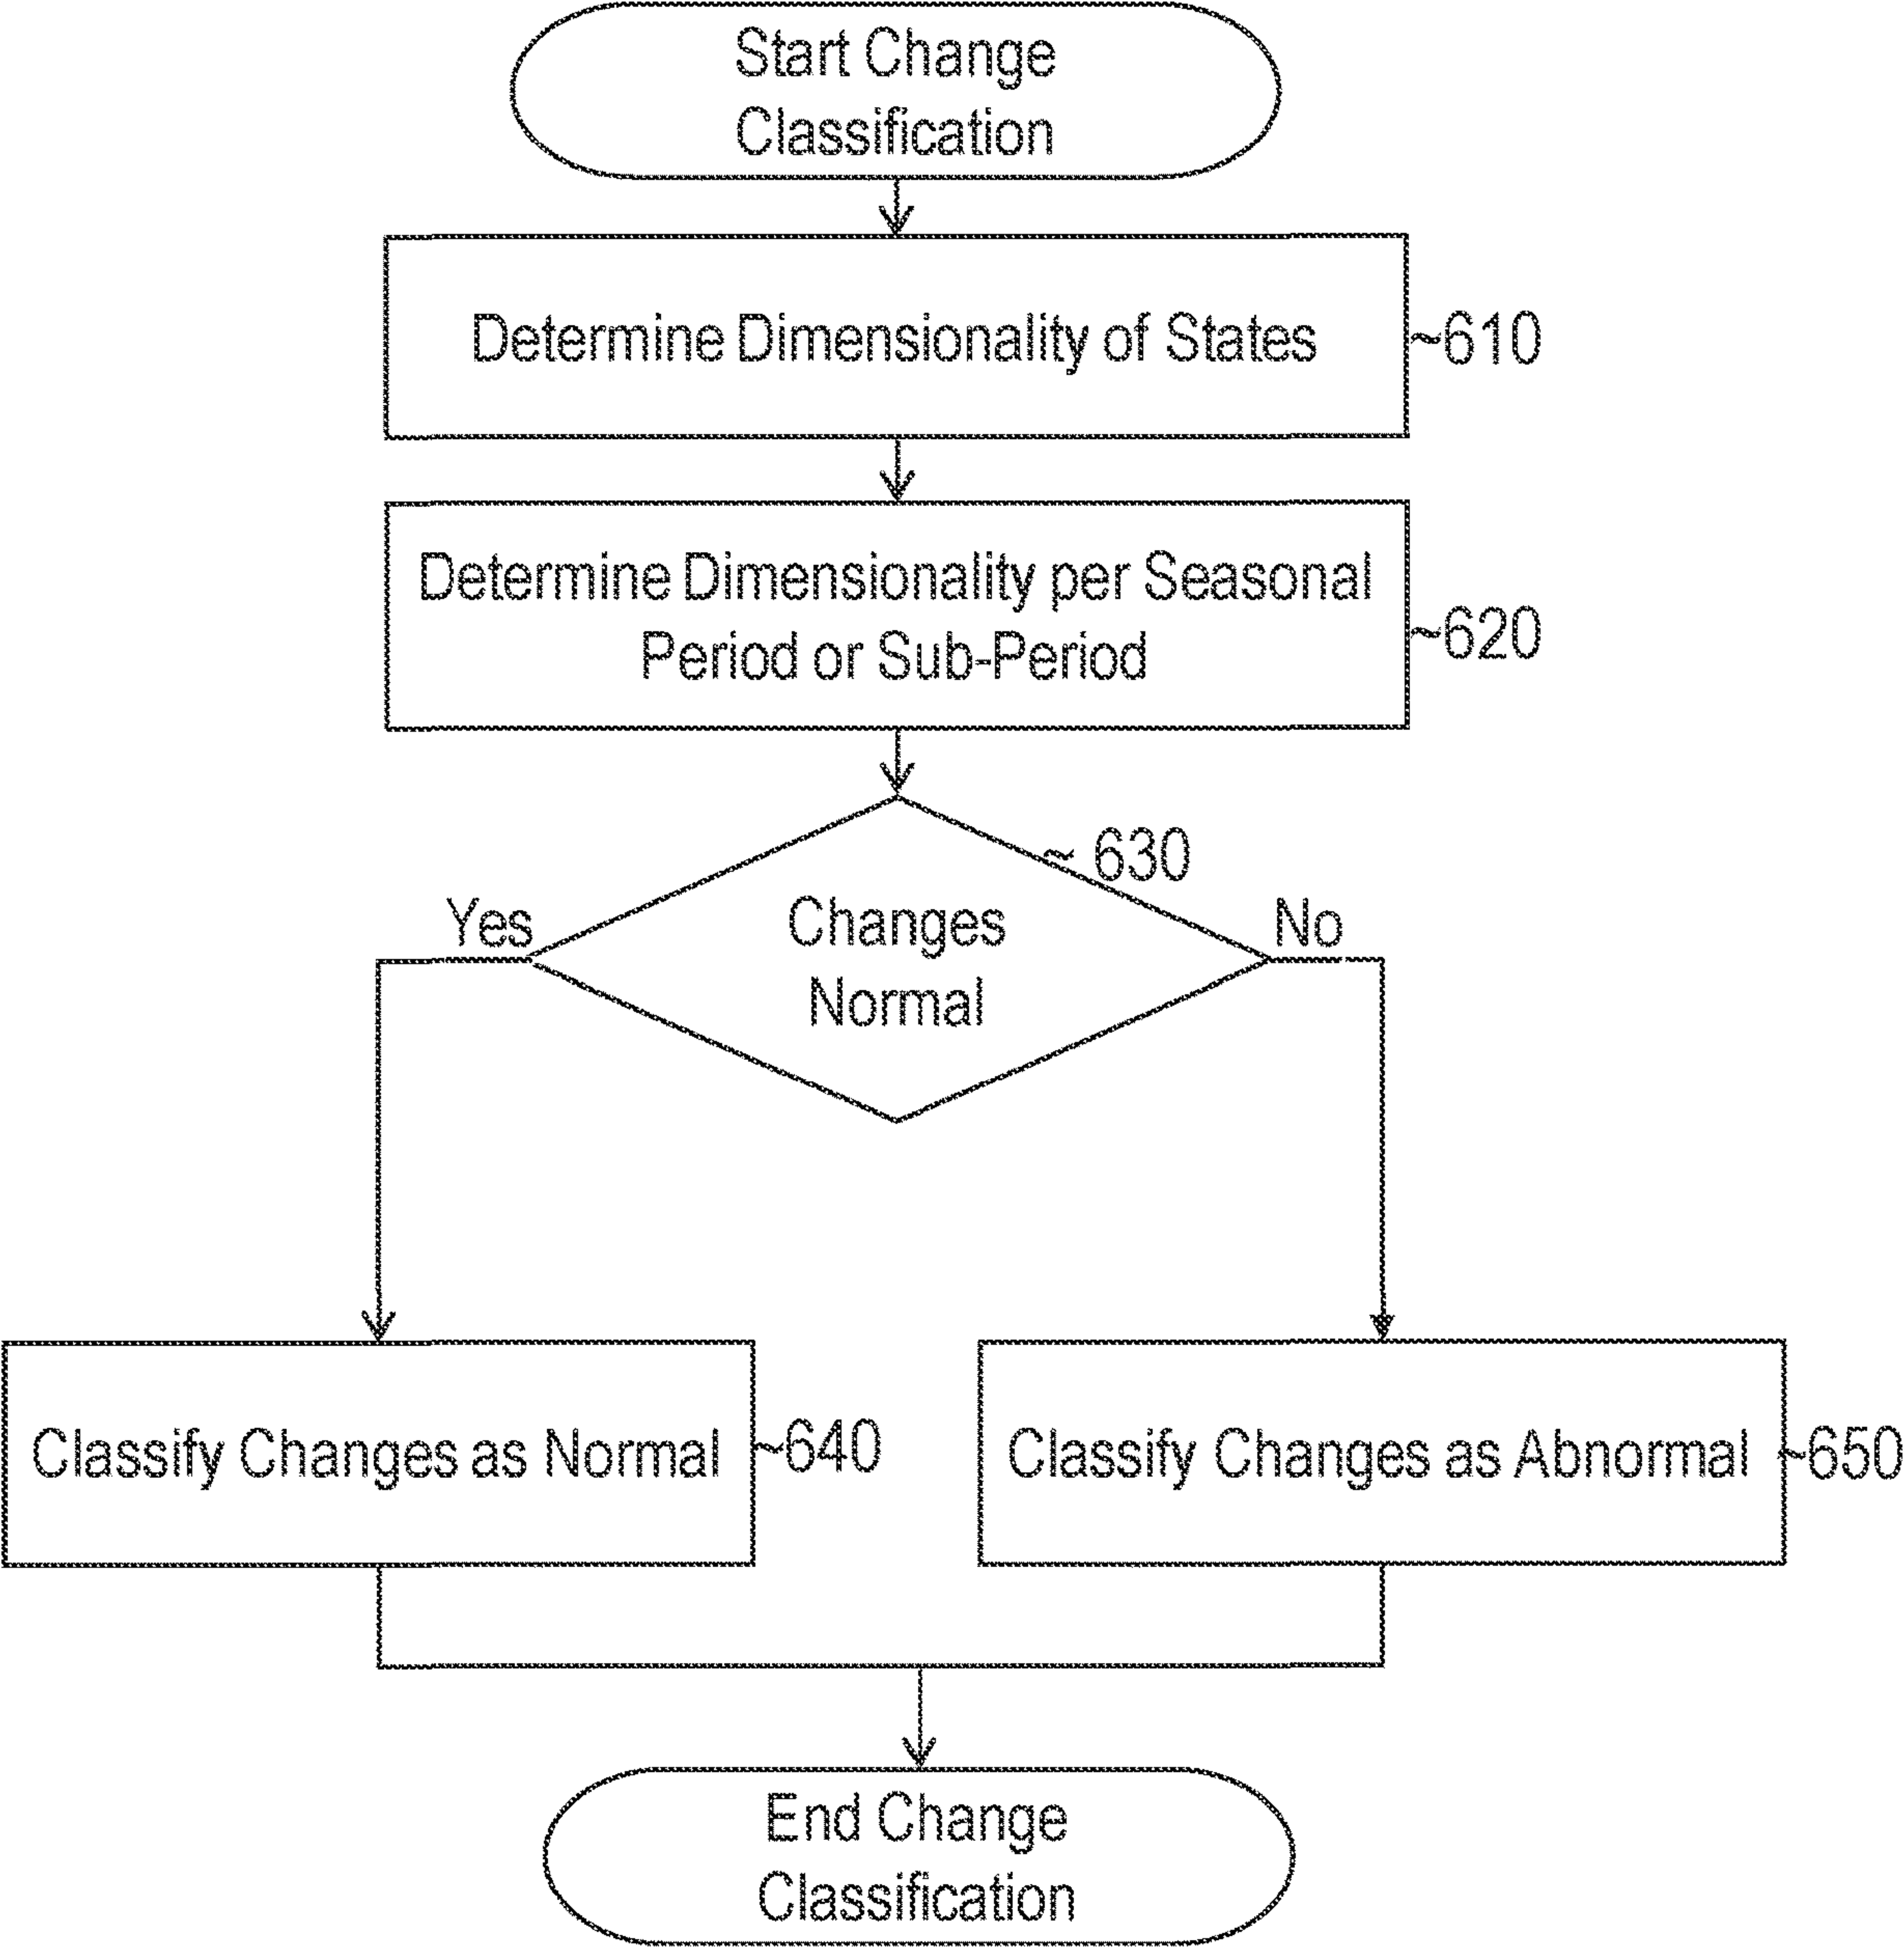 Start Change
Classification
Determine Dimensionality of States
~610
Determine Dimensionality per Seasonal
Period or Sub-Period
~620
~ 630
Yes
Changes
Normal
No
Classify Changes as Normal
~640
Classify Changes as Abnormal
~650
End Change
Classification